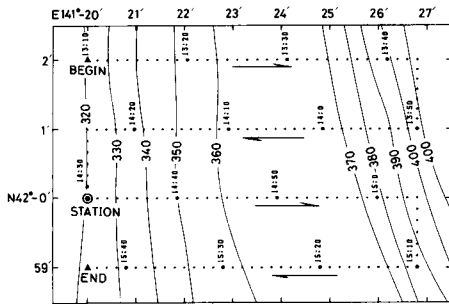 E141°-20′ 21′ 22′ 23′ 24′ 25′ 26′ 27′
13:10 13:20 13:30 13:40
2′ BEGIN
320 14:20 14:10 14:0 13:50
1′
330 340 350 360 370 380 390 400 400
14:30 14:40 14:50 15:0
N42°-0′
STATION
15:40 15:30 15:20 15:10
59′
END